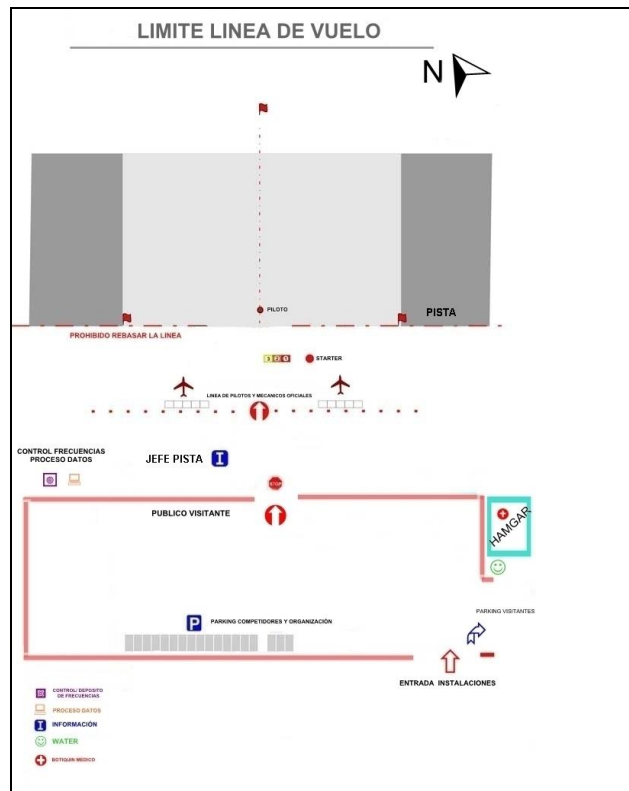 LIMITE LINEA DE VUELO
N
PILOTO
PISTA
PROHIBIDO REBASAR LA LINEA
STARTER
LINEA DE PILOTOS Y MECANICOS OFICIALES
CONTROL FRECUENCIAS
PROCESO DATOS
JEFE PISTA
I
STOP
PUBLICO VISITANTE
HAMGAR
PARKING VISITANTES
P
PARKING COMPETIDORES Y ORGANIZACIÓN
ENTRADA INSTALACIONES
CONTROL/DEPOSITO
DE FRECUENCIAS
PROCESO DATOS
I
INFORMACIÓN
WATER
BOTIQUIN MEDICO